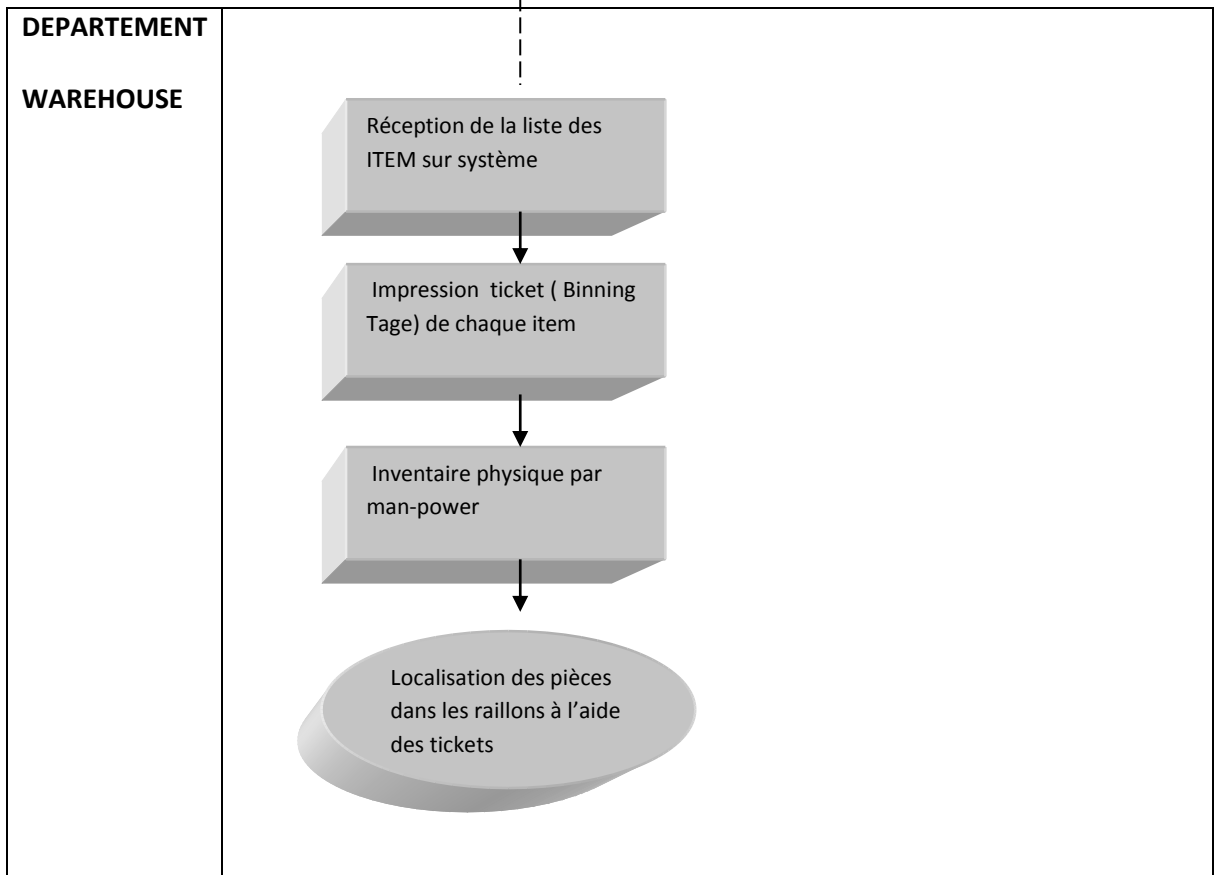 DEPARTEMENT
WAREHOUSE
Réception de la liste des
ITEM sur système
Impression ticket ( Binning
Tage) de chaque item
Inventaire physique par
man-power
Localisation des pièces
dans les raillons à l’aide
des tickets